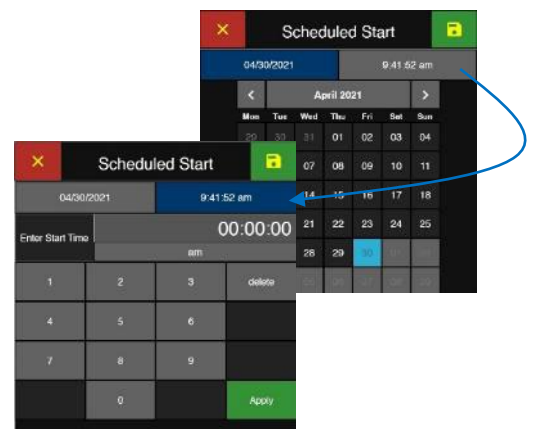 Scheduled Start
04/30/2021 9:41:52 am
< April 2021 >
Mon Tue Wed Thu Fri Sat Sun
30 31 01 02 03 04
07 08 09 10 11
14 15 16 17 18
21 22 23 24 25
28 29 30
Scheduled Start
04/30/2021 9:41:52 am
Enter Start Time 00:00:00
am
1 2 3 delete
4 5 6
7 8 9
0 Apply